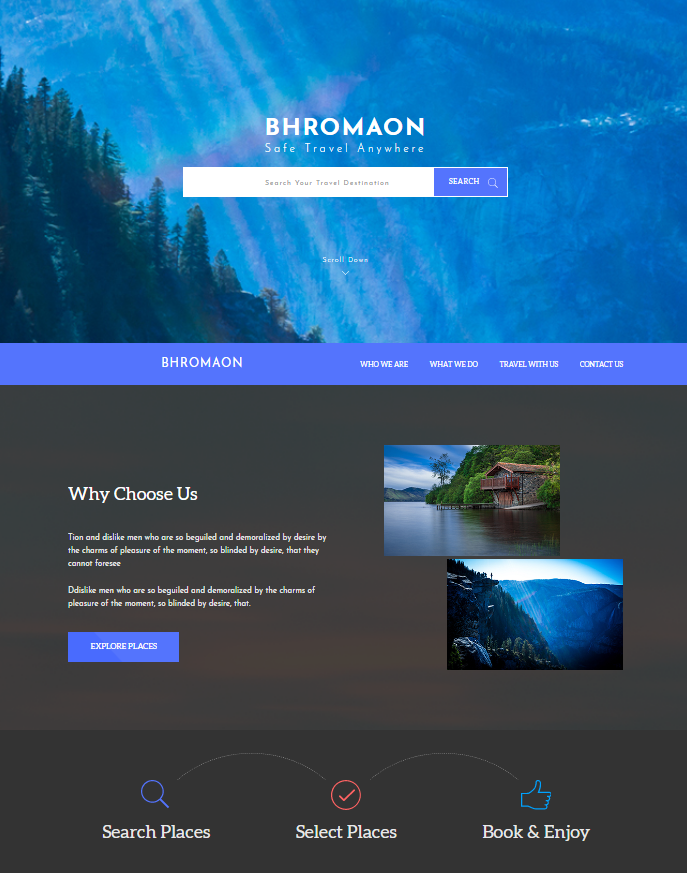 BHROMAON
Safe Travel Anywhere
Search Your Travel Destination
SEARCH
Scroll Down
BHROMAON
WHO WE ARE
WHAT WE DO
TRAVEL WITH US
CONTACT US
Why Choose Us
Tion and dislike men who are so beguiled and demoralized by desire by
the charms of pleasure of the moment, so blinded by desire, that they
cannot foresee
Ddislike men who are so beguiled and demoralized by the charms of
pleasure of the moment, so blinded by desire, that.
EXPLORE PLACES
Search Places
Select Places
Book & Enjoy